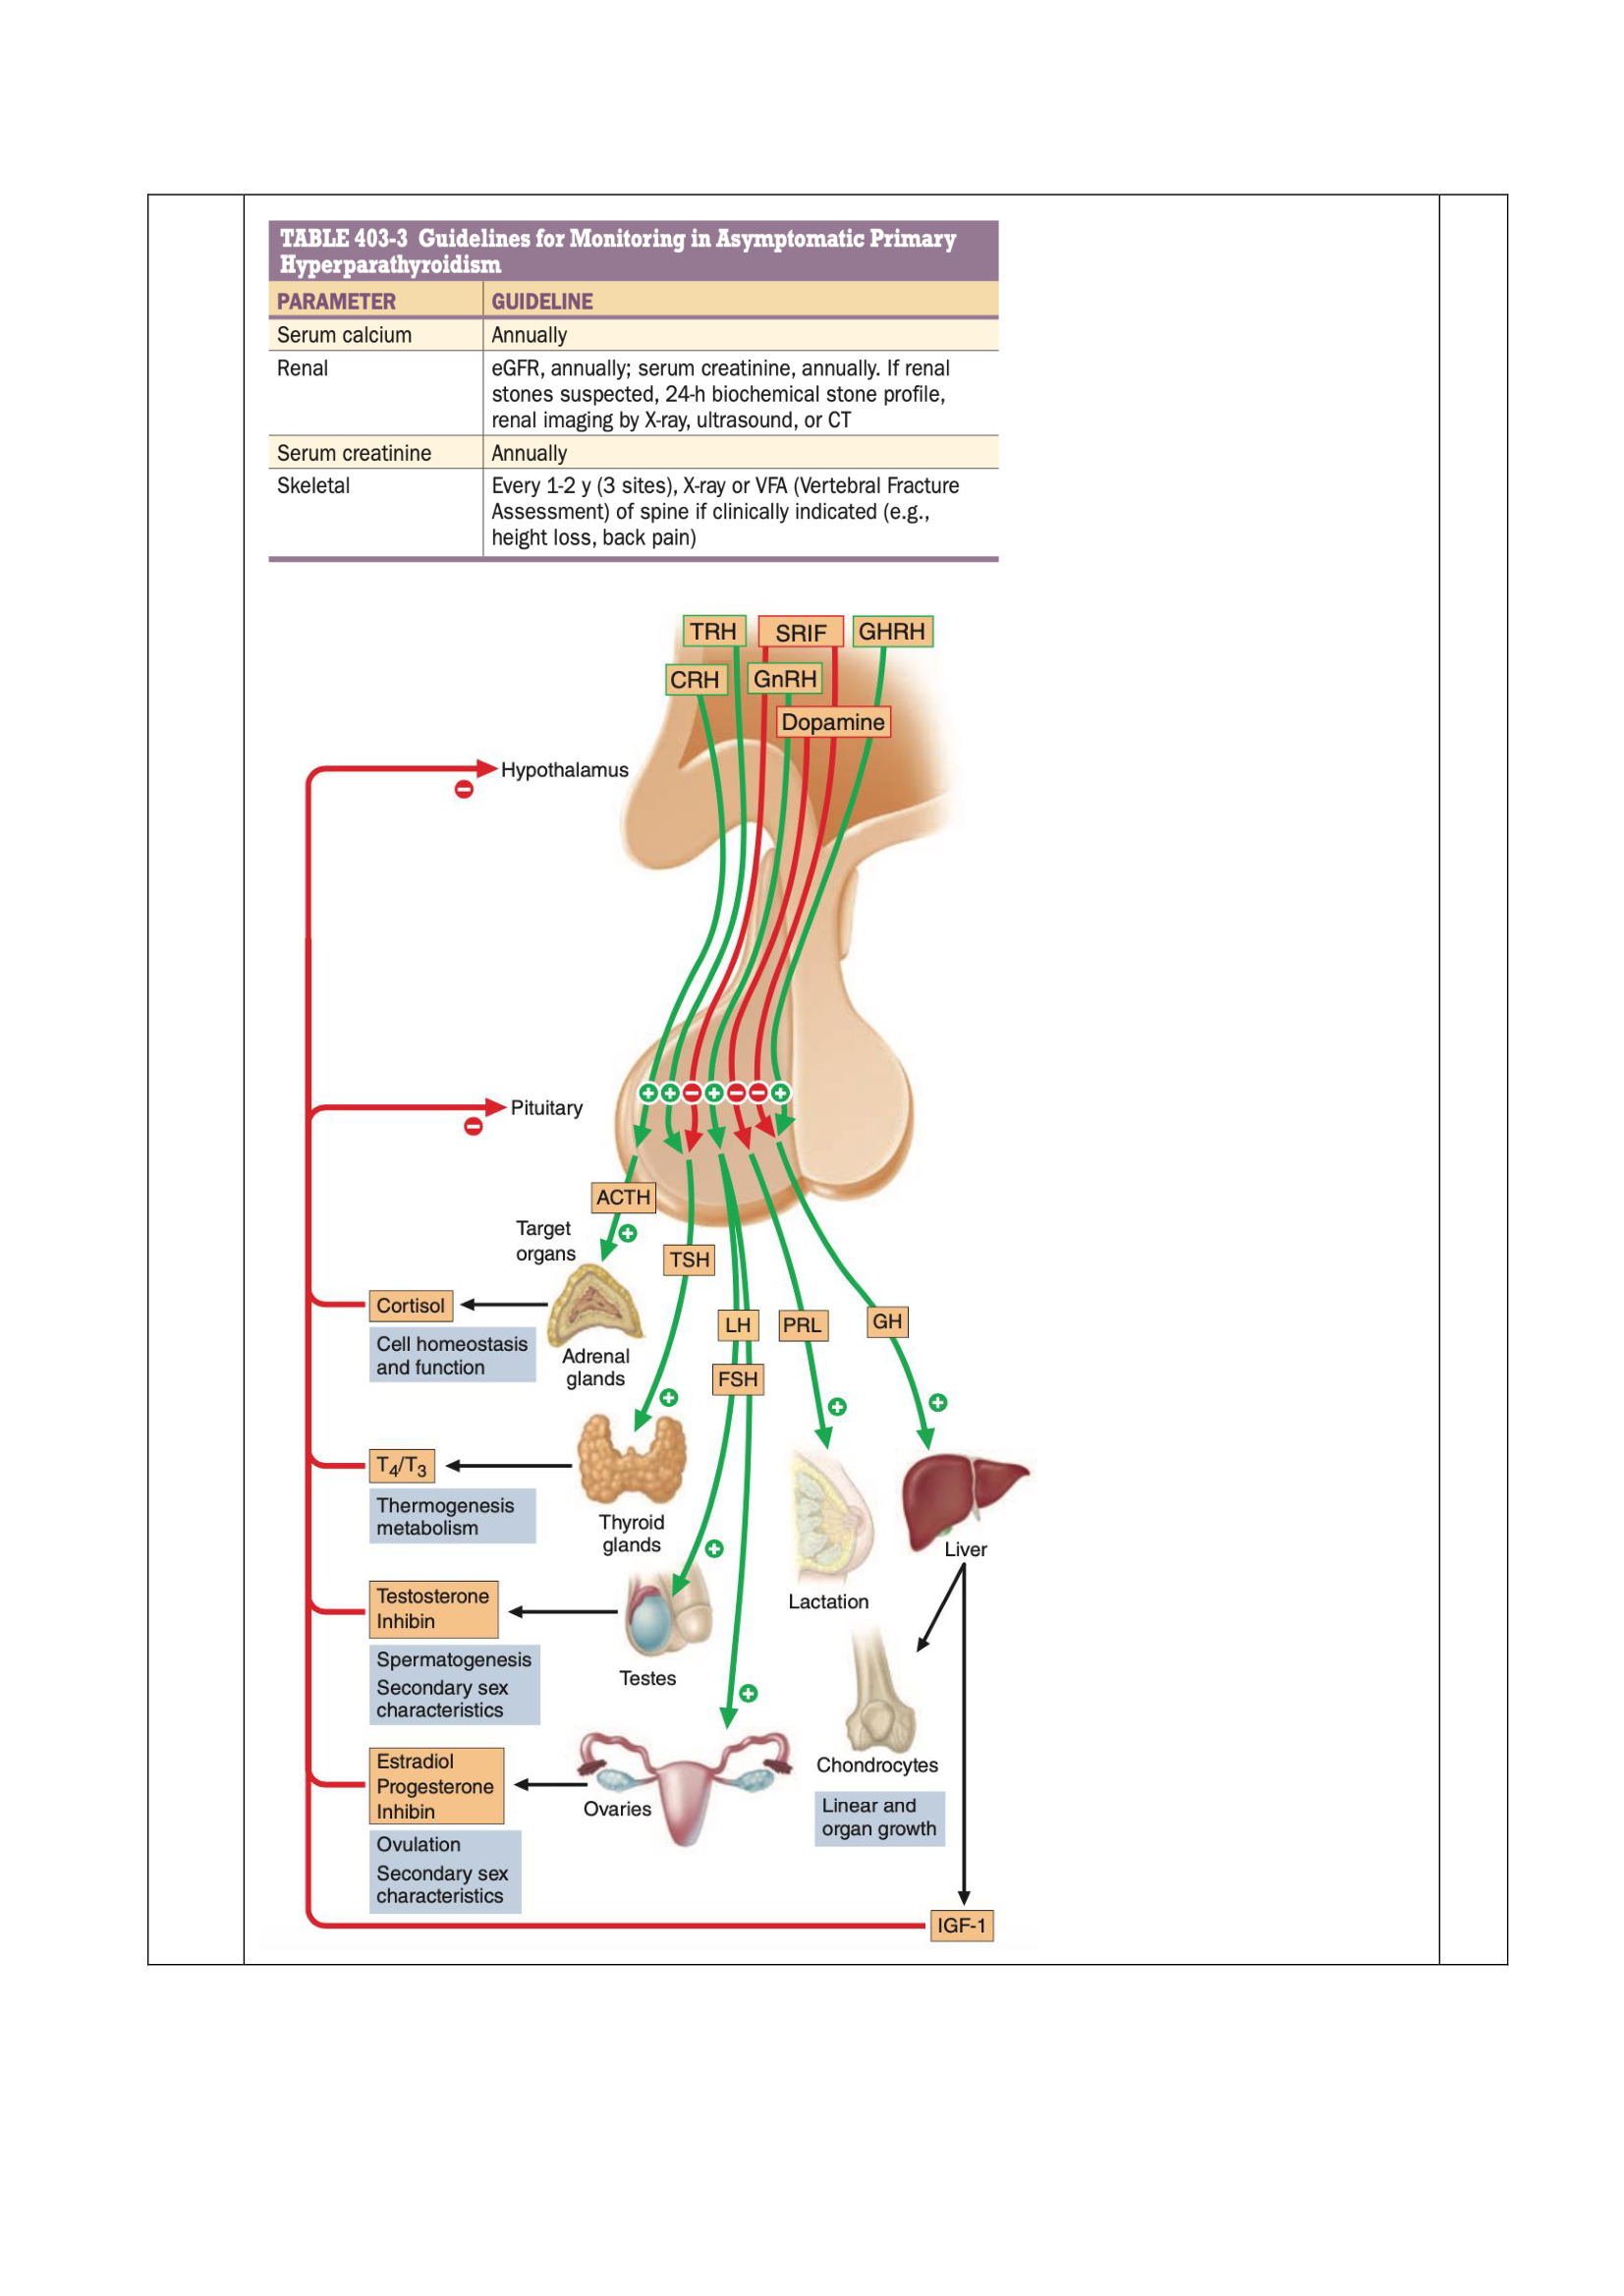 TABLE 403-3 Guidelines for Monitoring in Asymptomatic Primary
Hyperparathyroidism
PARAMETER GUIDELINE
Serum calcium Annually
Renal eGFR, annually; serum creatinine, annually. If renal
stones suspected, 24-h biochemical stone profile,
renal imaging by X-ray, ultrasound, or CT
Serum creatinine Annually
Skeletal Every 1-2 y (3 sites), X-ray or VFA (Vertebral Fracture
Assessment) of spine if clinically indicated (e.g.,
height loss, back pain)
TRH SRIF GHRH
CRH GnRH
Dopamine
Hypothalamus
Pituitary
ACTH
Target
organs
TSH
Cortisol
LH PRL GH
Cell homeostasis
and function
Adrenal
glands
FSH
T4/T3
Thermogenesis
metabolism
Thyroid
glands
Liver
Lactation
Testosterone
Inhibin
Spermatogenesis
Secondary sex
characteristics
Testes
Chondrocytes
Linear and
organ growth
Estradiol
Progesterone
Inhibin
Ovaries
Ovulation
Secondary sex
characteristics
IGF-1